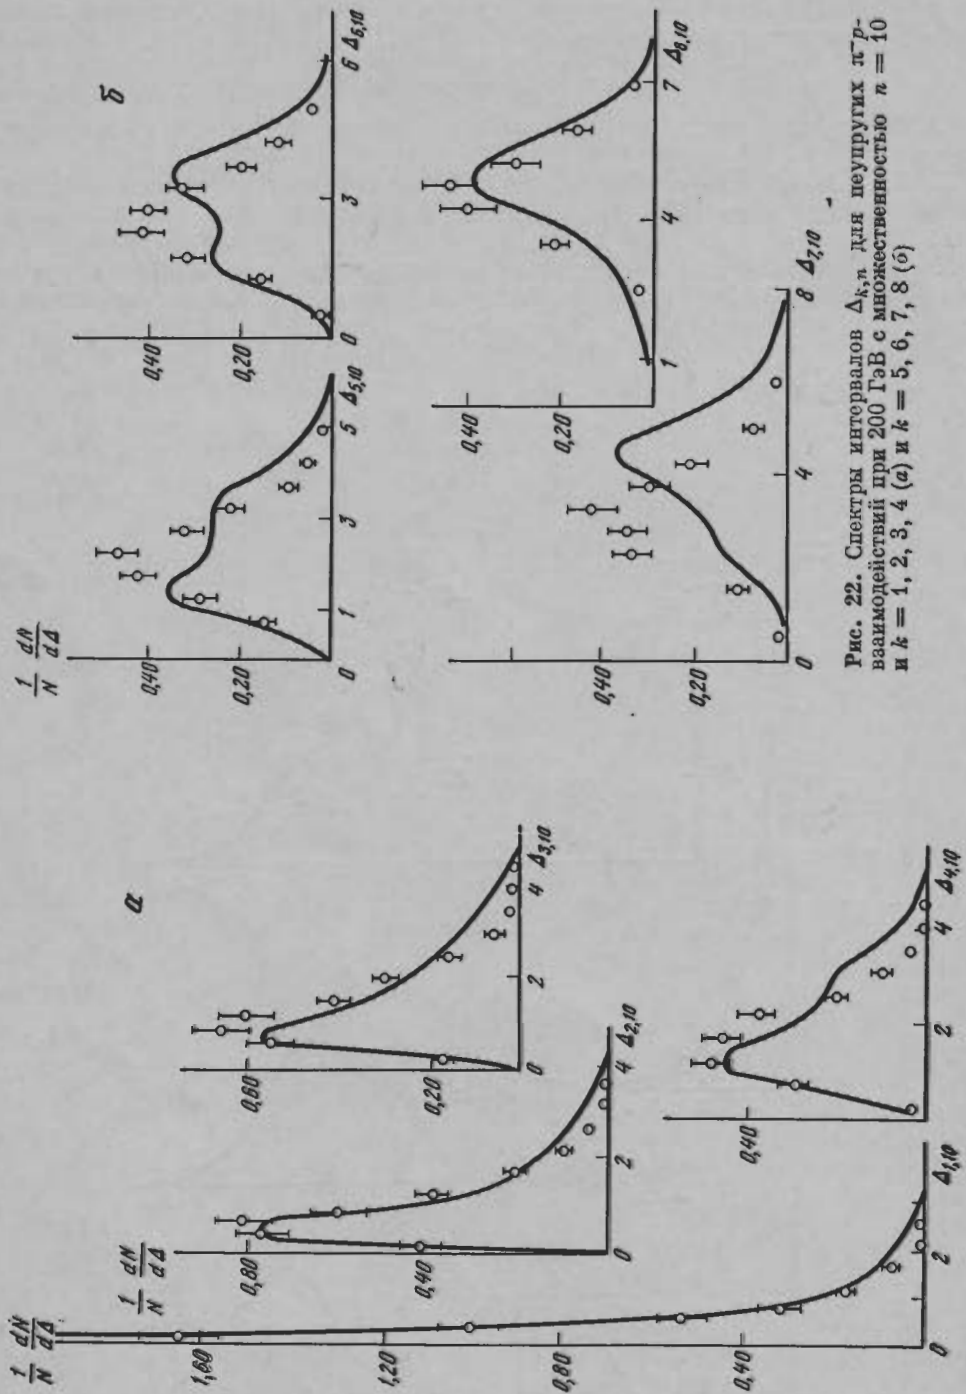 а
1/N dN/dΔ
1,60
1,20
0,80
0,40
0
2
Δ1,10
1/N dN/dΔ
0,80
0,40
0
2
4
Δ2,10
0,60
0,20
0
2
4
Δ3,10
0,40
2
4
Δ4,10
б
1/N dN/dΔ
0,40
0,20
0
1
3
5
Δ5,10
0,40
0,20
0
3
6
Δ6,10
0,40
0,20
0
4
8
Δ7,10
0,40
0,20
1
4
7
Δ8,10
Рис. 22. Спектры интервалов Δk,n для неупругих π⁻p-
взаимодействий при 200 ГэВ с множественностью n = 10
и k = 1, 2, 3, 4 (а) и k = 5, 6, 7, 8 (б)